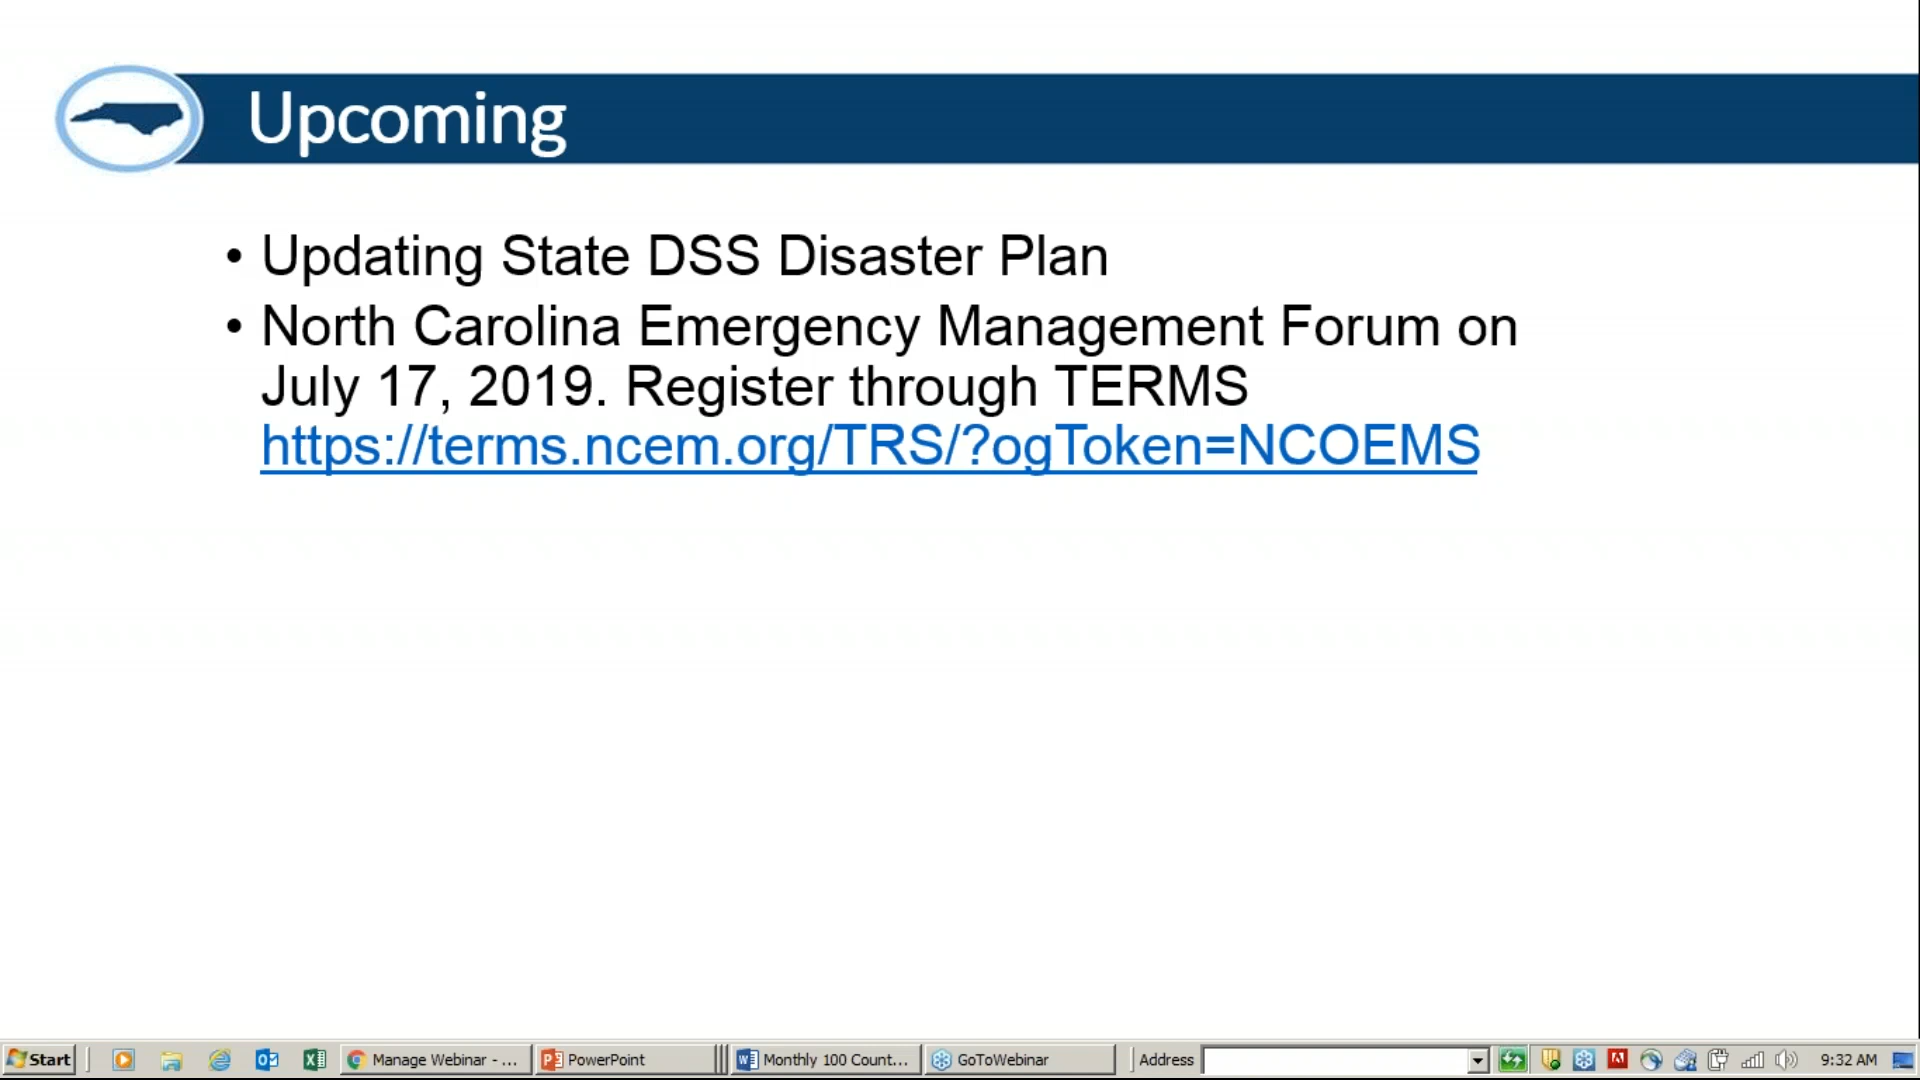 Upcoming
• Updating State DSS Disaster Plan
• North Carolina Emergency Management Forum on
July 17, 2019. Register through TERMS
https://terms.ncem.org/TRS/?ogToken=NCOEMS
Start Manage Webinar - ... PowerPoint Monthly 100 Count... GoToWebinar Address 9:32 AM